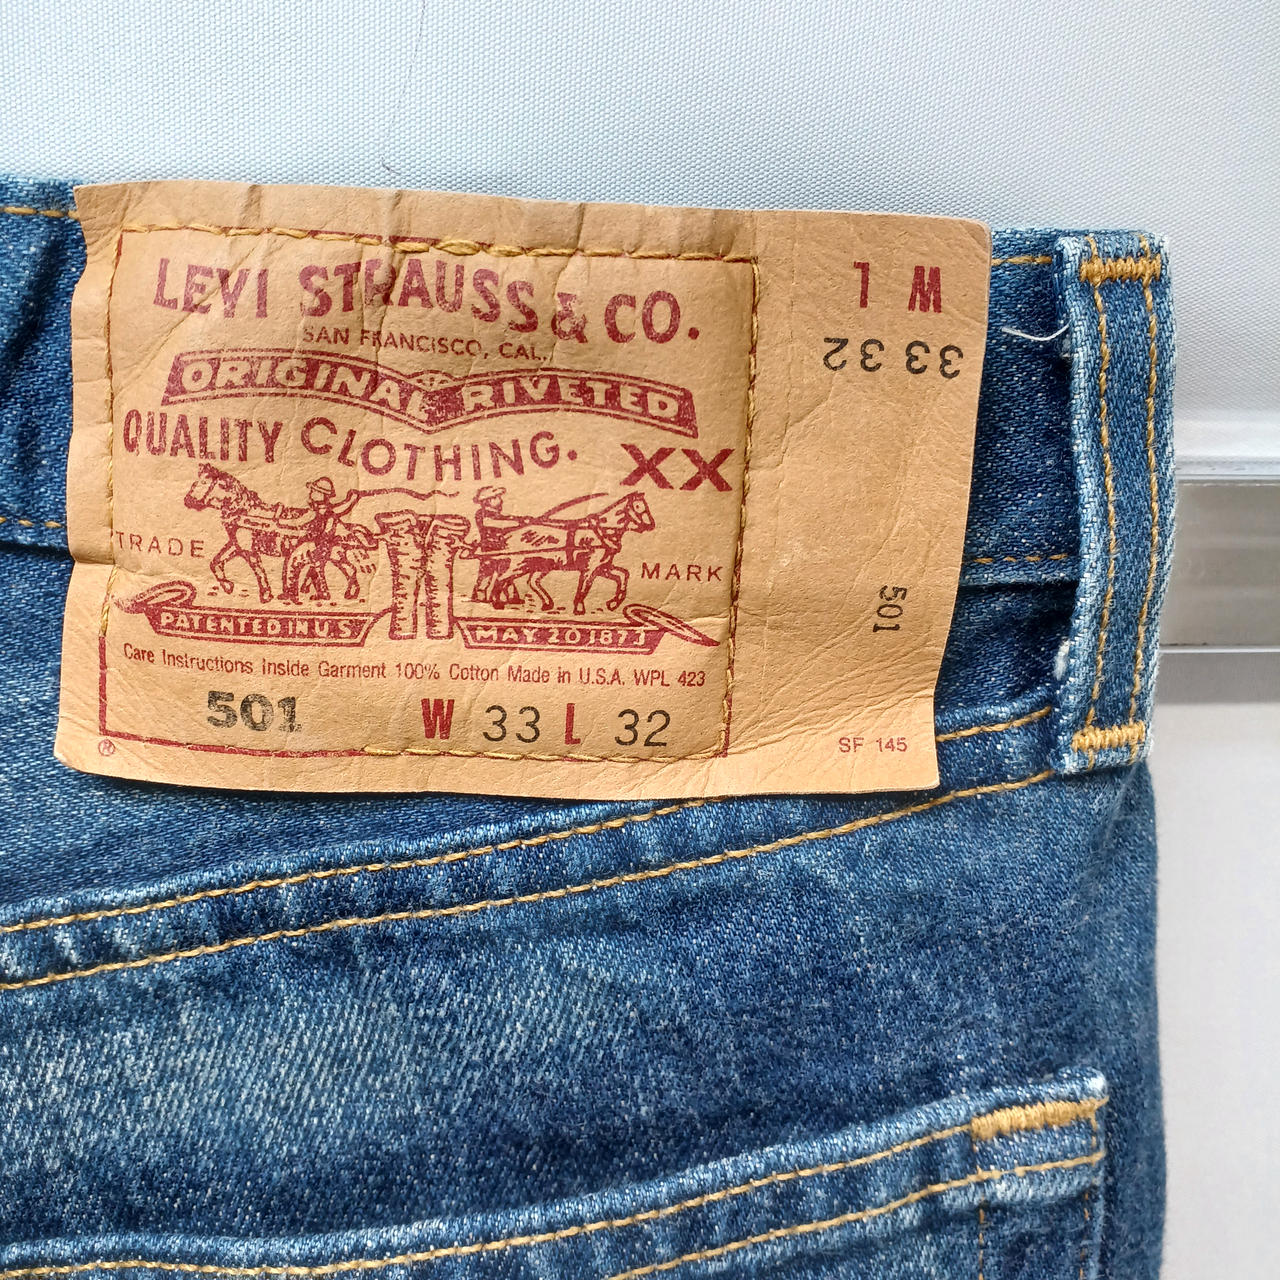 LEVI STRAUSS & CO.
SAN FRANCISCO, CAL.
ORIGINAL RIVETED
QUALITY CLOTHING.
XX
TRADE MARK
PATENTED IN U.S. MAY 20 1873
Care Instructions Inside Garment 100% Cotton Made in U.S.A. WPL 423
501 W 33 L 32
®
W L
33 32
501
SF 145